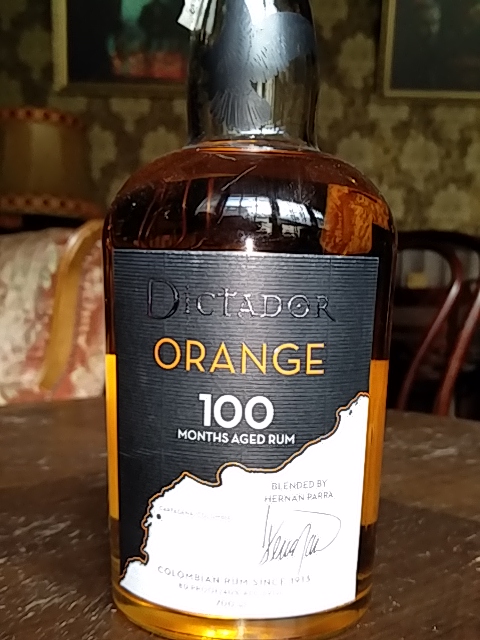 DICTADOR
ORANGE
100
MONTHS AGED RUM
BLENDED BY
HERNAN PARRA
COLOMBIAN RUM SINCE 1913